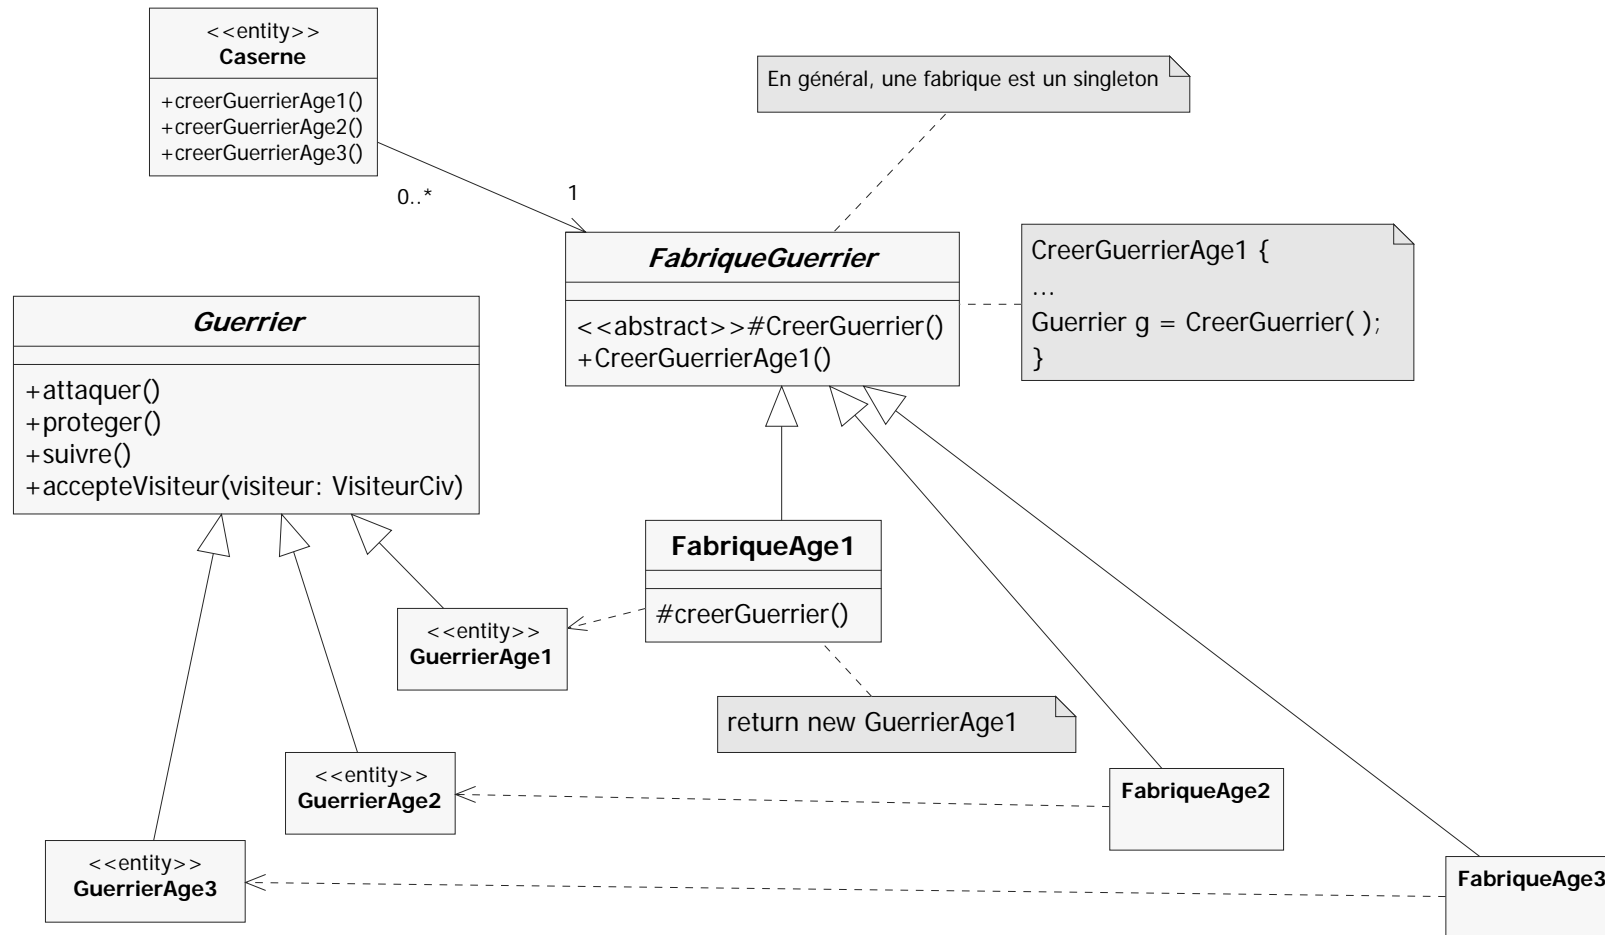 <<entity>>
Caserne
+creerGuerrierAge1()
+creerGuerrierAge2()
+creerGuerrierAge3()
En général, une fabrique est un singleton
0..*
1
FabriqueGuerrier
<<abstract>>#CreerGuerrier()
+CreerGuerrierAge1()
CreerGuerrierAge1 {
...
Guerrier g = CreerGuerrier( );
}
Guerrier
+attaquer()
+proteger()
+suivre()
+accepteVisiteur(visiteur: VisiteurCiv)
FabriqueAge1
#creerGuerrier()
<<entity>>
GuerrierAge1
return new GuerrierAge1
<<entity>>
GuerrierAge2
FabriqueAge2
<<entity>>
GuerrierAge3
FabriqueAge3